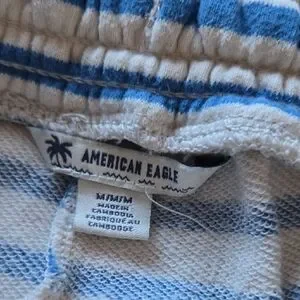 AMERICAN EAGLE
M/M/M
MADE IN
CAMBODIA
FABRIQUÉ AU
CAMBODGE